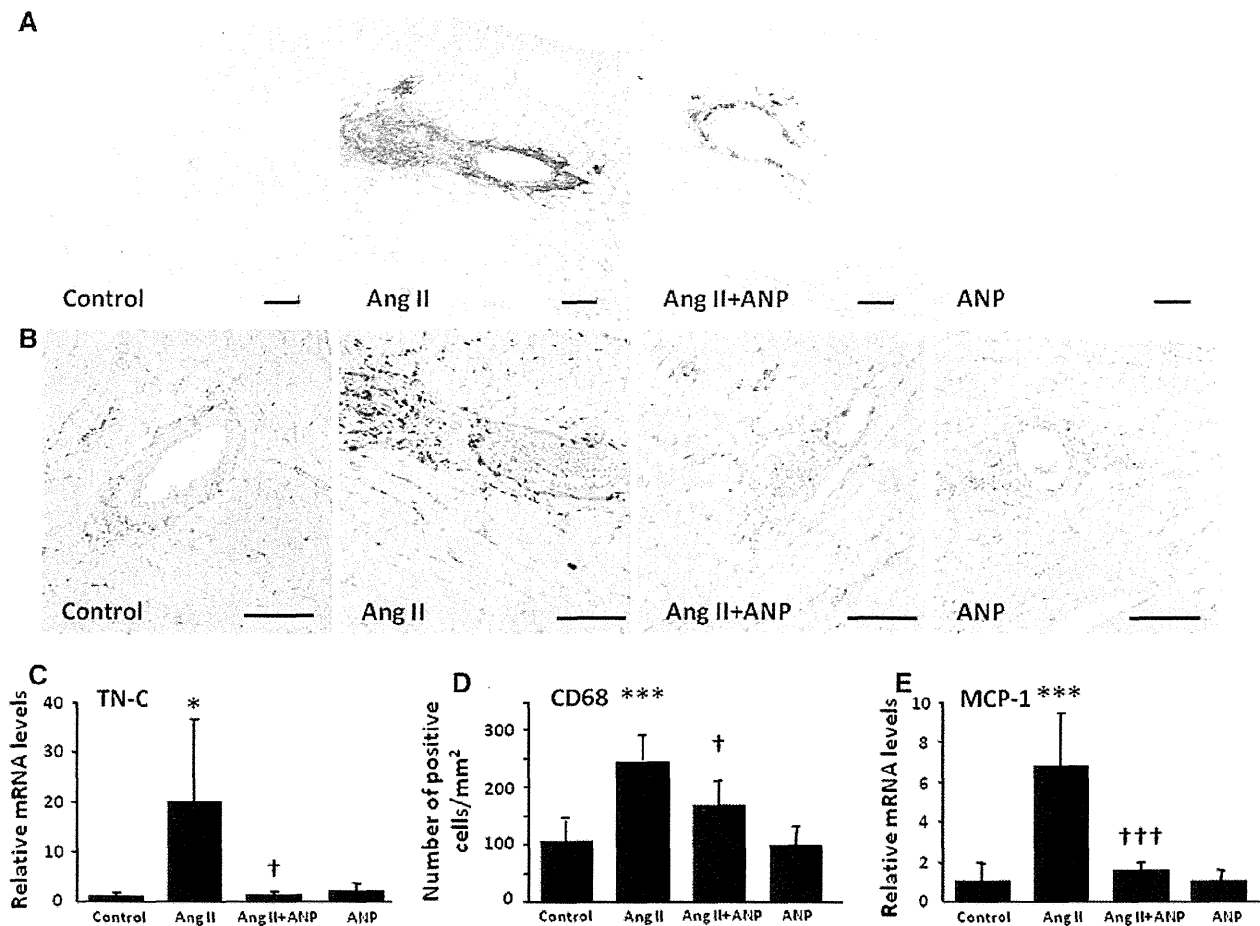 A
Control
Ang II
Ang II+ANP
ANP
B
Control
Ang II
Ang II+ANP
ANP
C
TN-C
*
†
Relative mRNA levels
40
30
20
10
0
Control
Ang II
Ang II+ANP
ANP
D
CD68
***
†
Number of positive
cells/mm²
300
200
100
0
Control
Ang II
Ang II+ANP
ANP
E
MCP-1
***
†††
Relative mRNA levels
10
8
6
4
2
0
Control
Ang II
Ang II+ANP
ANP